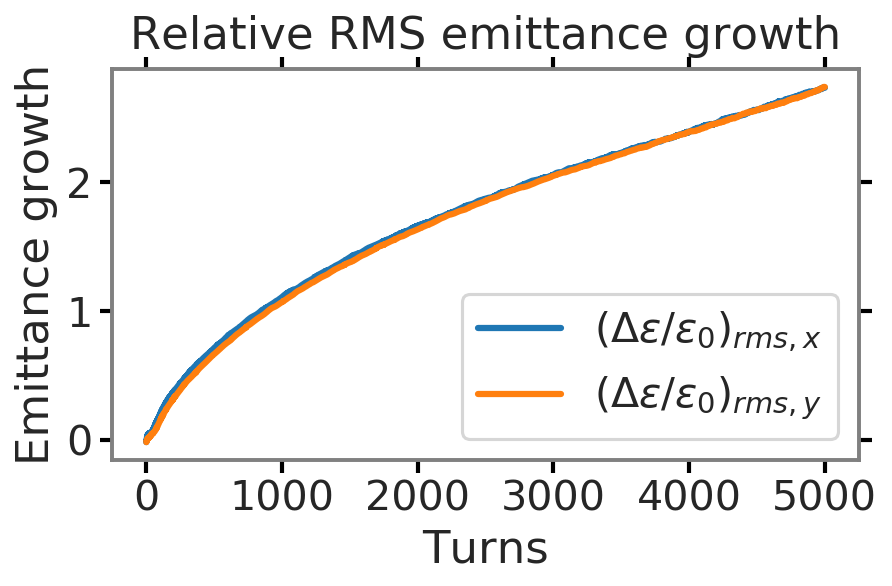 Relative RMS emittance growth
Emittance growth
2
1
0
(Δε/ε₀)rms, x
(Δε/ε₀)rms, y
0 1000 2000 3000 4000 5000
Turns